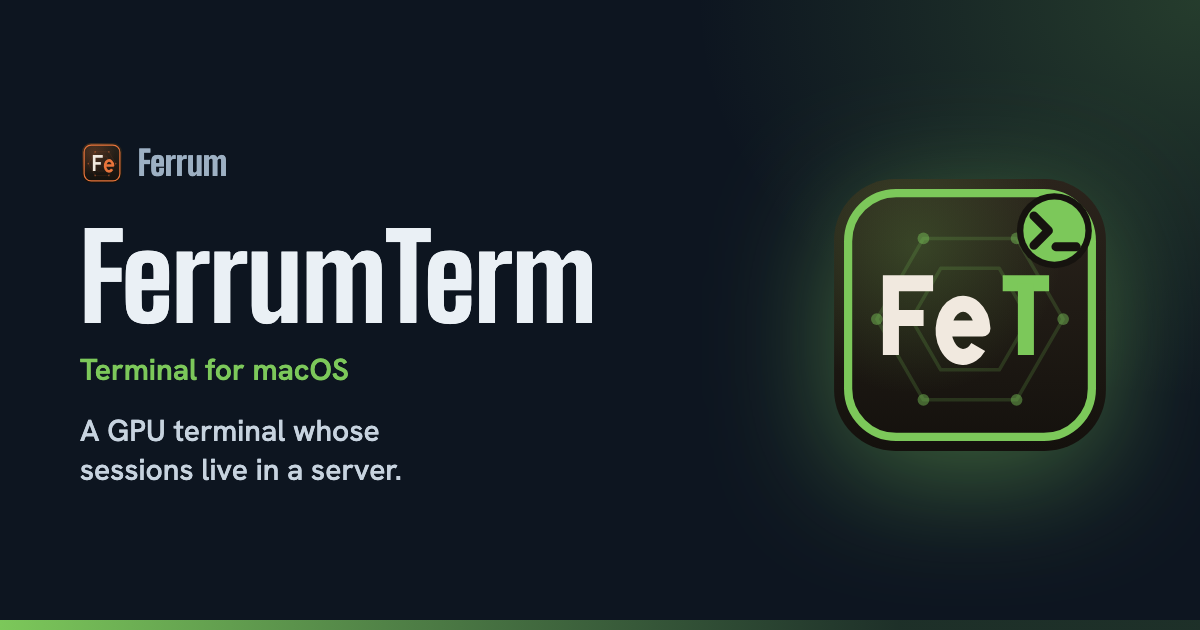 Fe Ferrum
FerrumTerm
Terminal for macOS
A GPU terminal whose
sessions live in a server.
>_
FeT